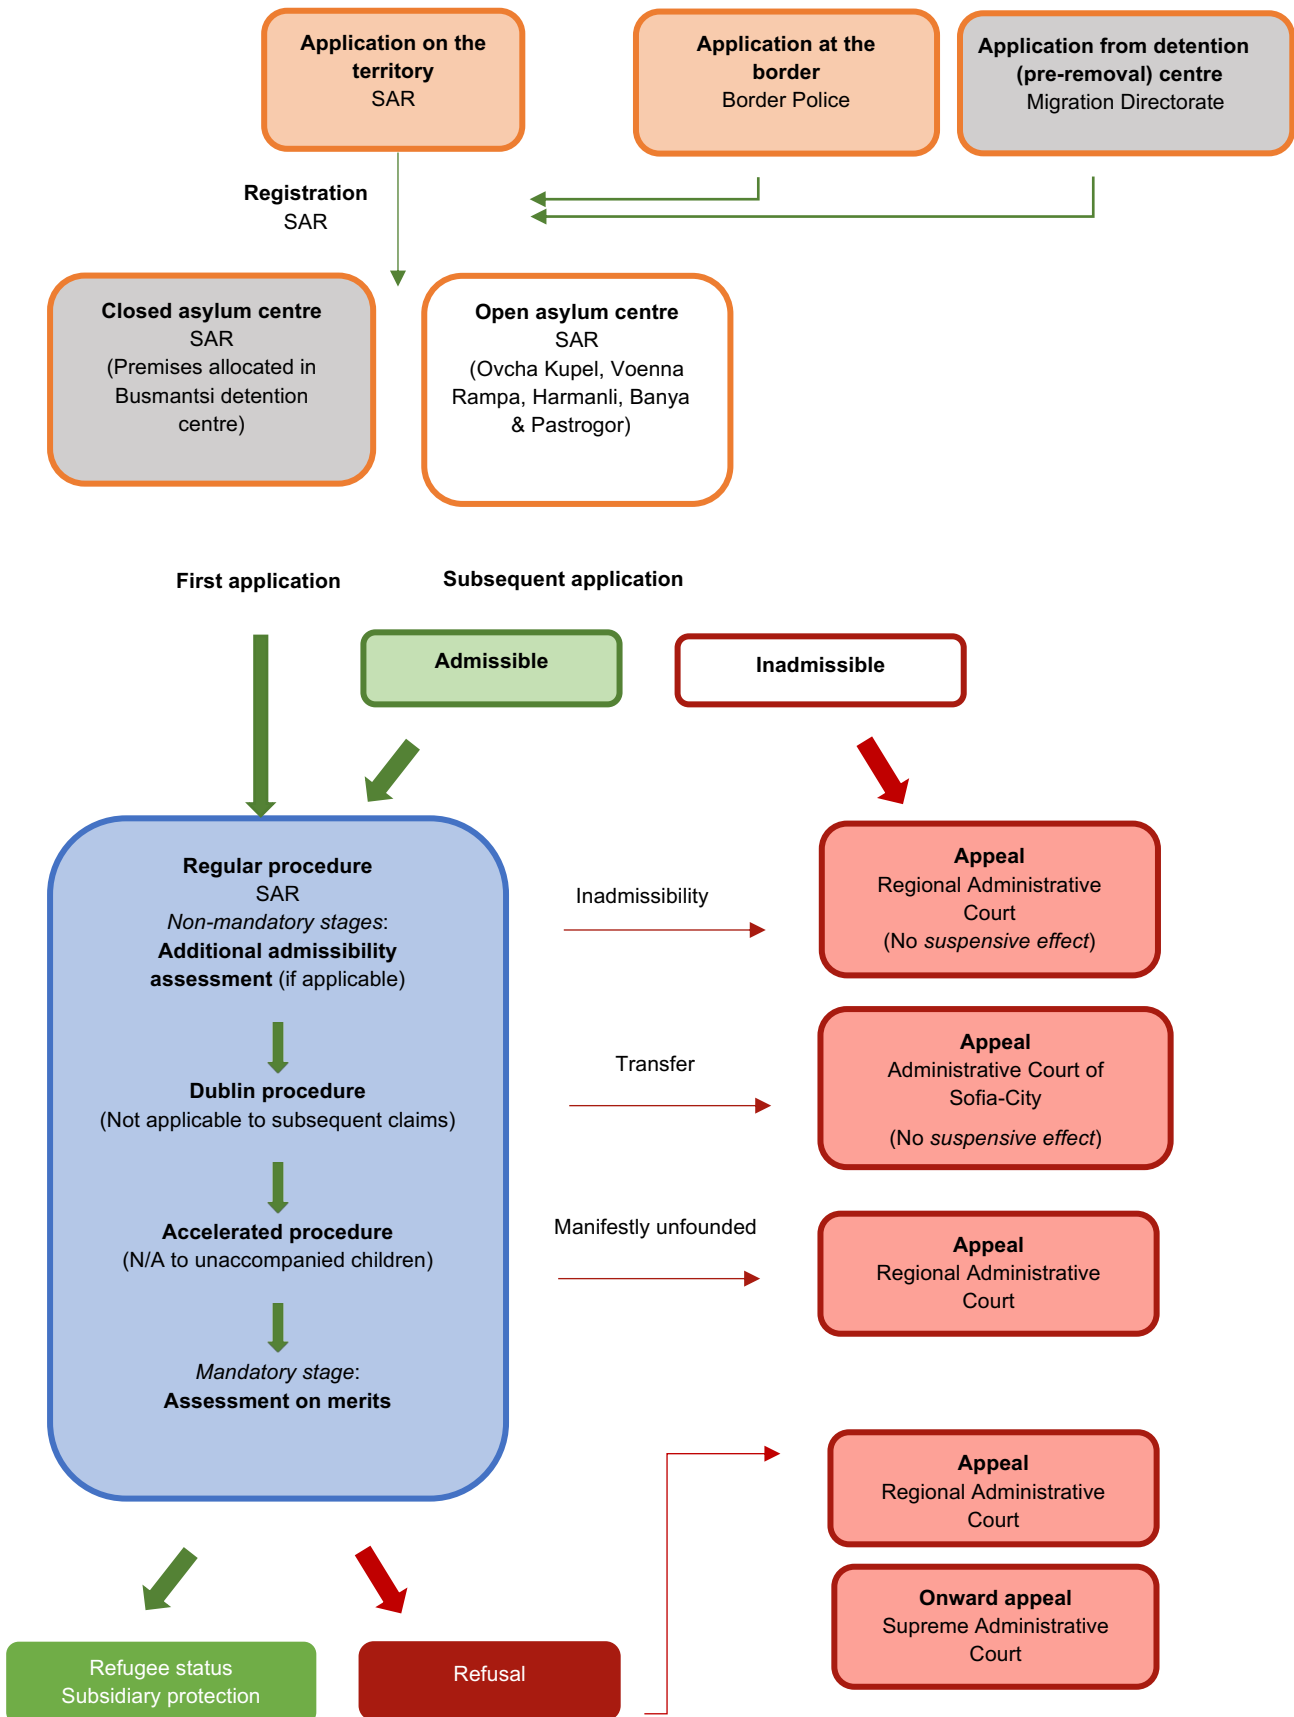 Application on the
territory
SAR
Application at the
border
Border Police
Application from detention
(pre-removal) centre
Migration Directorate
Registration
SAR
Closed asylum centre
SAR
(Premises allocated in
Busmantsi detention
centre)
Open asylum centre
SAR
(Ovcha Kupel, Voenna
Rampa, Harmanli, Banya
& Pastrogor)
First application
Subsequent application
Admissible
Inadmissible
Regular procedure
SAR
Non-mandatory stages:
Additional admissibility
assessment (if applicable)
Inadmissibility
Appeal
Regional Administrative
Court
(No suspensive effect)
Dublin procedure
(Not applicable to subsequent claims)
Transfer
Appeal
Administrative Court of
Sofia-City
(No suspensive effect)
Accelerated procedure
(N/A to unaccompanied children)
Manifestly unfounded
Appeal
Regional Administrative
Court
Mandatory stage:
Assessment on merits
Appeal
Regional Administrative
Court
Onward appeal
Supreme Administrative
Court
Refugee status
Subsidiary protection
Refusal